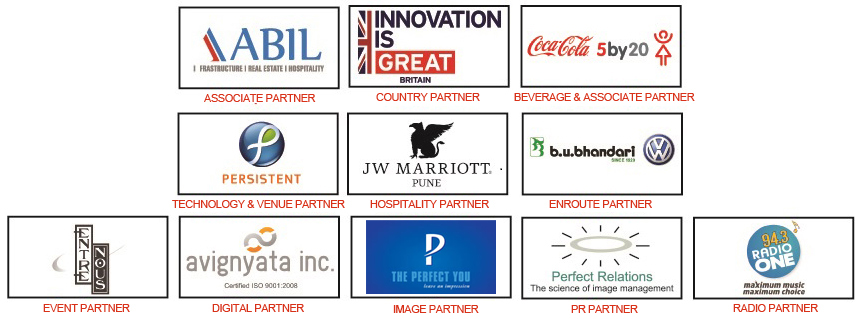 ABIL
I FRASTRUCTURE I REAL ESTATE I HOSPITALITY
ASSOCIATE PARTNER
INNOVATION
IS
GREAT
BRITAIN
COUNTRY PARTNER
Coca-Cola 5by20
BEVERAGE & ASSOCIATE PARTNER
PERSISTENT
TECHNOLOGY & VENUE PARTNER
JW MARRIOTT®
PUNE
HOSPITALITY PARTNER
b.u.bhandari
SINCE 1920
VW
ENROUTE PARTNER
ENTRE
NOUS
EVENT PARTNER
avignyata inc.
Certified ISO 9001:2008
DIGITAL PARTNER
P
THE PERFECT YOU
leave an impression
IMAGE PARTNER
Perfect Relations
The science of image management
PR PARTNER
94.3
RADIO
ONE
maximum music
maximum choice
RADIO PARTNER